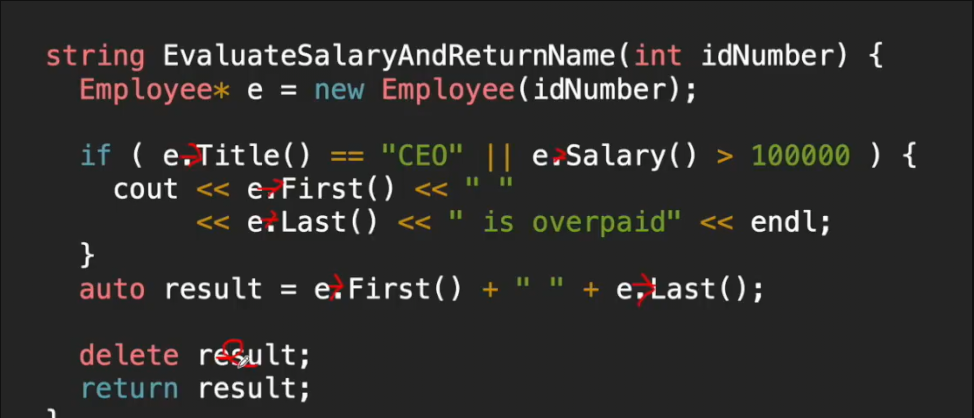 string EvaluateSalaryAndReturnName(int idNumber) {
Employee* e = new Employee(idNumber);
if ( e.Title() == "CEO" || e.Salary() > 100000 ) {
cout << e.First() << " "
<< e.Last() << " is overpaid" << endl;
}
auto result = e.First() + " " + e.Last();
delete result;
return result;
}